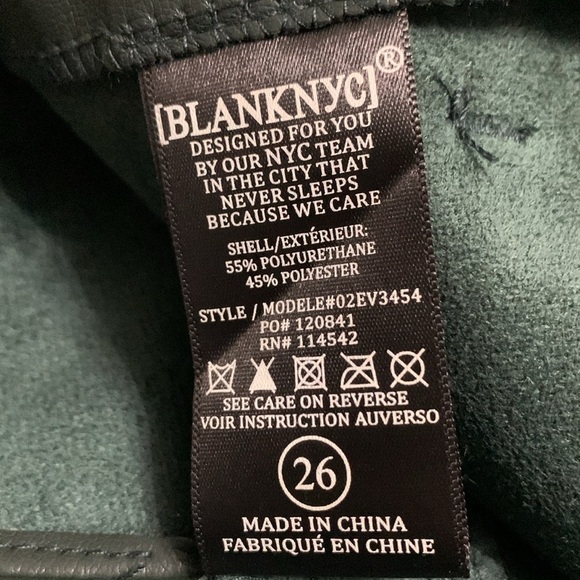 [BLANKNYC]®
DESIGNED FOR YOU
BY OUR NYC TEAM
IN THE CITY THAT
NEVER SLEEPS
BECAUSE WE CARE
SHELL/EXTÉRIEUR:
55% POLYURETHANE
45% POLYESTER
STYLE / MODELE#02EV3454
PO# 120841
RN# 114542
SEE CARE ON REVERSE
VOIR INSTRUCTION AUVERSO
26
MADE IN CHINA
FABRIQUÉ EN CHINE